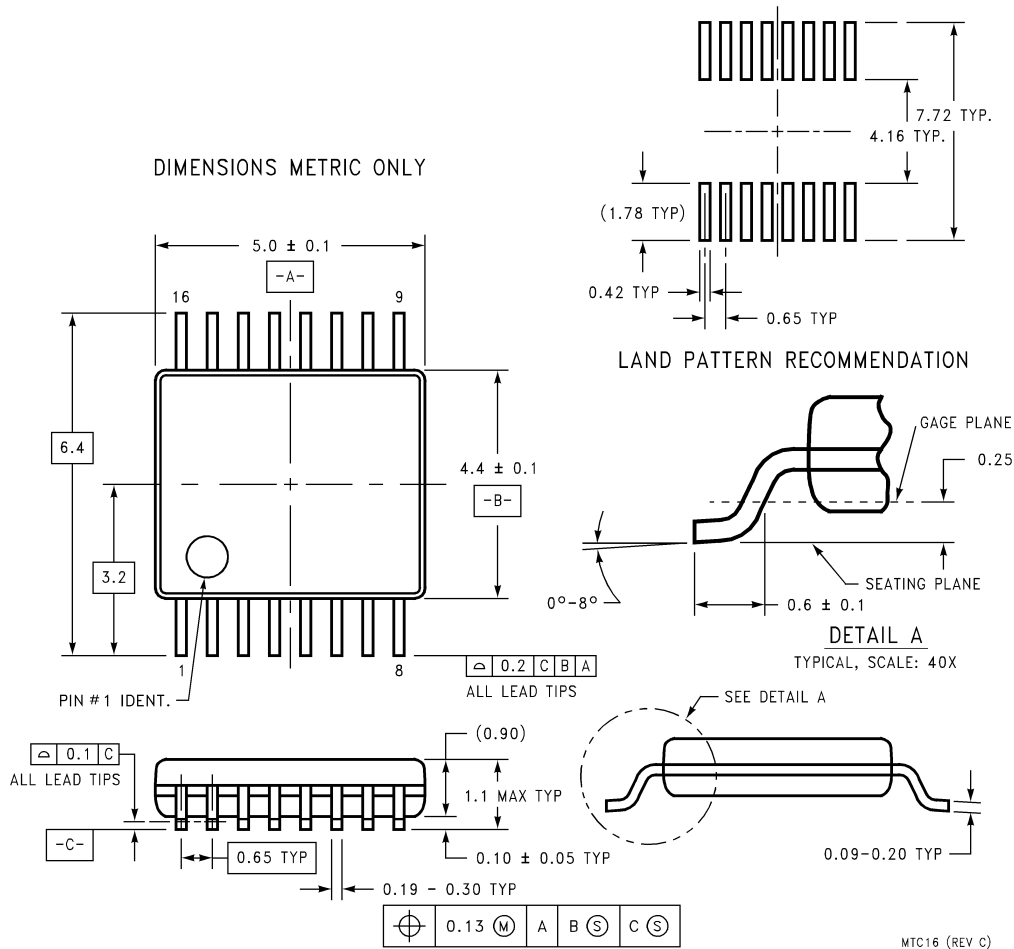 7.72 TYP.
4.16 TYP.
DIMENSIONS METRIC ONLY
(1.78 TYP)
5.0 ± 0.1
-A-
0.42 TYP
0.65 TYP
16
9
LAND PATTERN RECOMMENDATION
GAGE PLANE
6.4
4.4 ± 0.1
-B-
0.25
3.2
SEATING PLANE
0°-8°
0.6 ± 0.1
DETAIL A
TYPICAL, SCALE: 40X
1
8
⌓ 0.2 C B A
ALL LEAD TIPS
PIN #1 IDENT.
SEE DETAIL A
(0.90)
⌓ 0.1 C
ALL LEAD TIPS
1.1 MAX TYP
-C-
0.65 TYP
0.10 ± 0.05 TYP
0.09-0.20 TYP
0.19 - 0.30 TYP
⌖ 0.13 Ⓜ A B Ⓢ C Ⓢ
MTC16 (REV C)